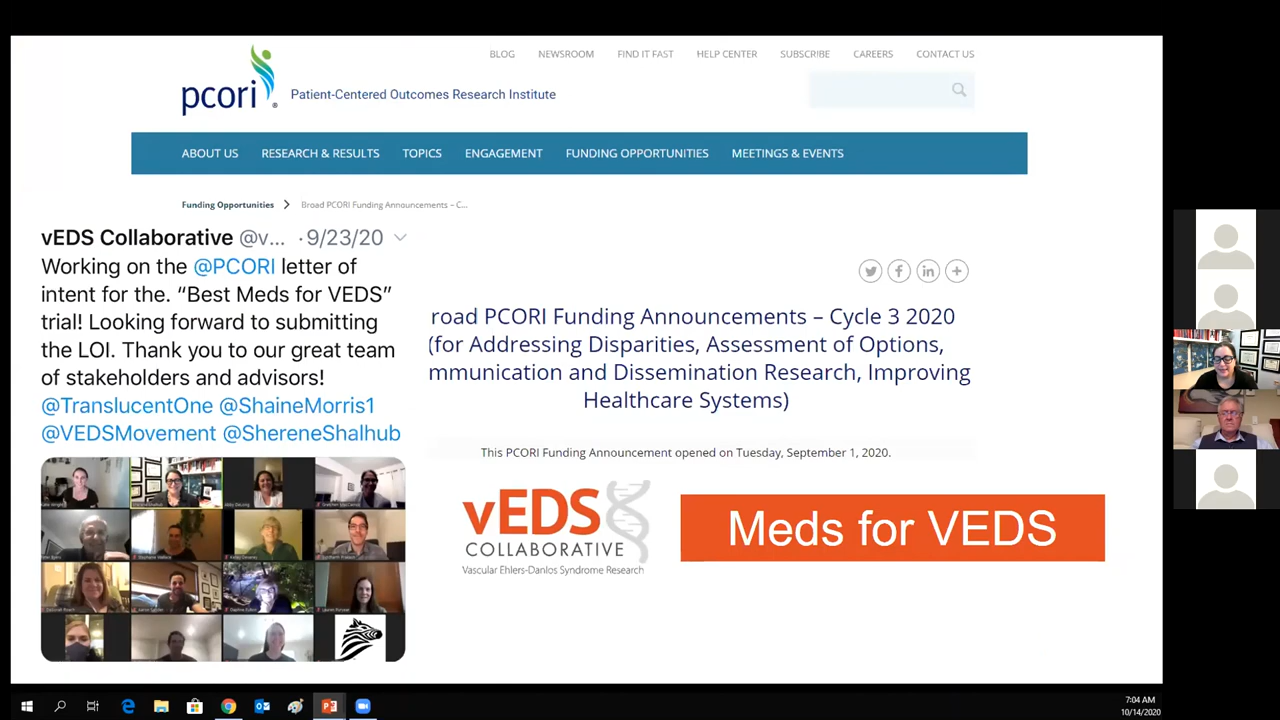 BLOG NEWSROOM FIND IT FAST HELP CENTER SUBSCRIBE CAREERS CONTACT US
pcori
®
Patient-Centered Outcomes Research Institute
ABOUT US RESEARCH & RESULTS TOPICS ENGAGEMENT FUNDING OPPORTUNITIES MEETINGS & EVENTS
Funding Opportunities > Broad PCORI Funding Announcements – C...
vEDS Collaborative @v... · 9/23/20
Working on the @PCORI letter of
intent for the. “Best Meds for VEDS”
trial! Looking forward to submitting
the LOI. Thank you to our great team
of stakeholders and advisors!
@TranslucentOne @ShaineMorris1
@VEDSMovement @ShereneShalhub
road PCORI Funding Announcements – Cycle 3 2020
(for Addressing Disparities, Assessment of Options,
mmunication and Dissemination Research, Improving
Healthcare Systems)
This PCORI Funding Announcement opened on Tuesday, September 1, 2020.
vEDS
COLLABORATIVE
Vascular Ehlers-Danlos Syndrome Research
Meds for VEDS
7:04 AM
10/14/2020